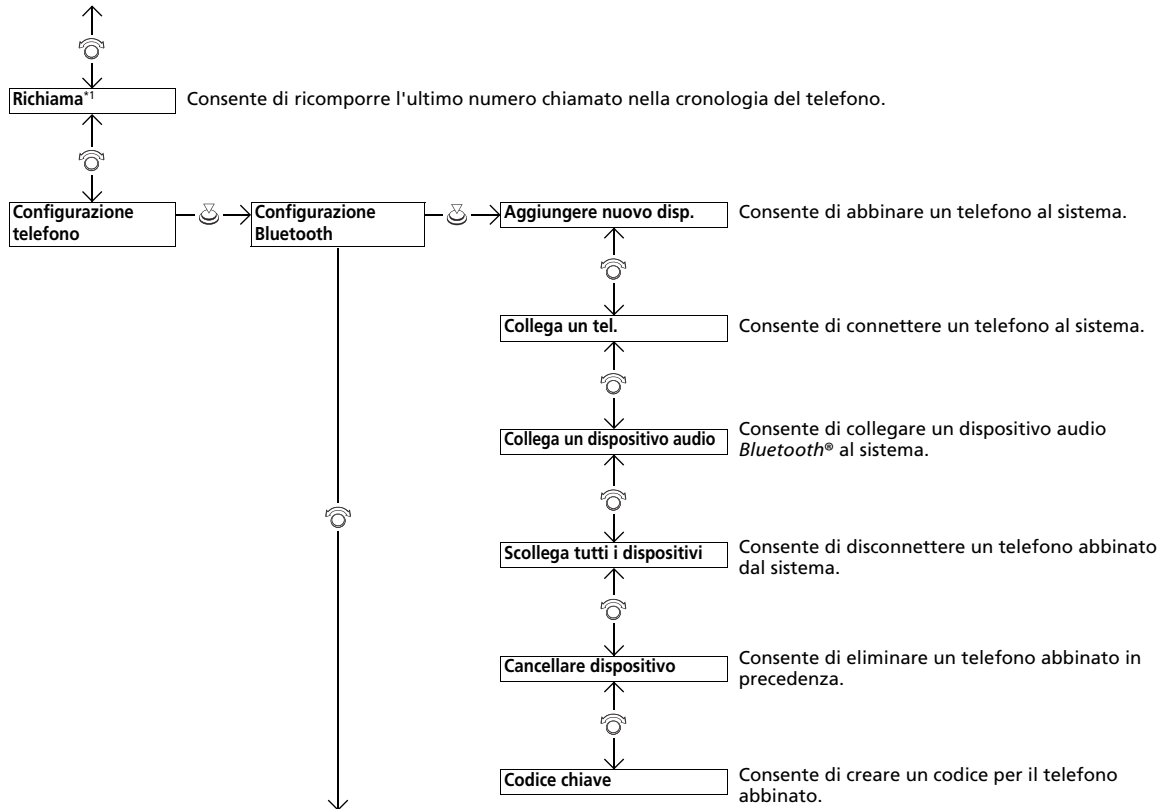 Richiama*1 Consente di ricomporre l'ultimo numero chiamato nella cronologia del telefono.
Configurazione
telefono
Configurazione
Bluetooth
Aggiungere nuovo disp. Consente di abbinare un telefono al sistema.
Collega un tel. Consente di connettere un telefono al sistema.
Collega un dispositivo audio
Consente di collegare un dispositivo audio
Bluetooth® al sistema.
Scollega tutti i dispositivi
Consente di disconnettere un telefono abbinato
dal sistema.
Cancellare dispositivo
Consente di eliminare un telefono abbinato in
precedenza.
Codice chiave
Consente di creare un codice per il telefono
abbinato.